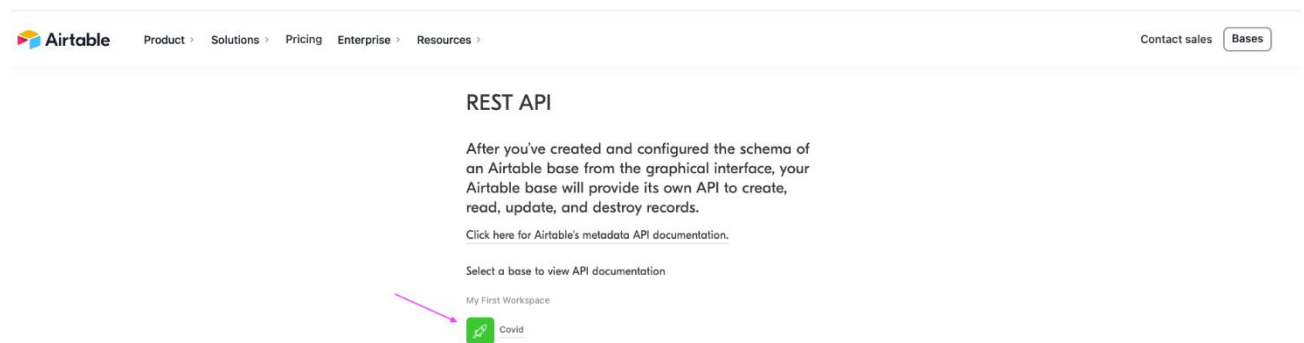 Airtable Product > Solutions > Pricing Enterprise > Resources > Contact sales Bases
REST API
After you've created and configured the schema of
an Airtable base from the graphical interface, your
Airtable base will provide its own API to create,
read, update, and destroy records.
Click here for Airtable's metadata API documentation.
Select a base to view API documentation
My First Workspace
Covid